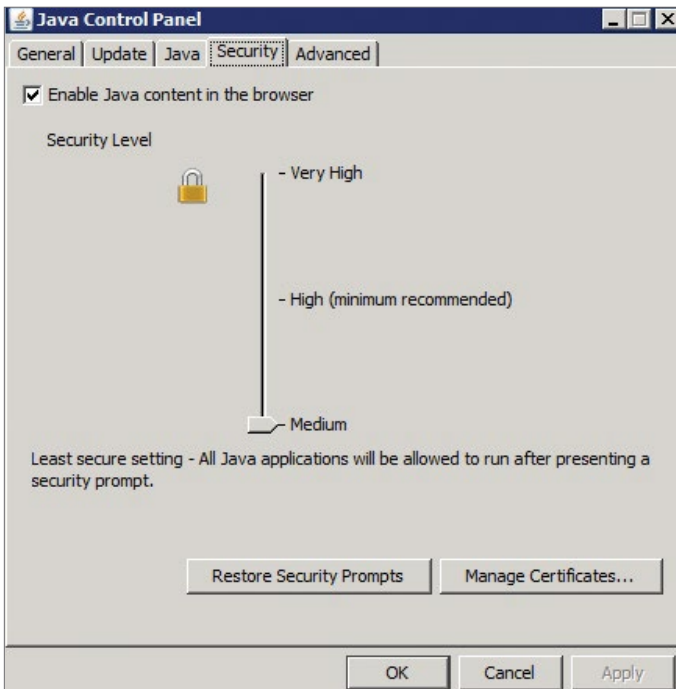 Java Control Panel
General Update Java Security Advanced
Enable Java content in the browser
Security Level
- Very High
- High (minimum recommended)
- Medium
Least secure setting - All Java applications will be allowed to run after presenting a
security prompt.
Restore Security Prompts Manage Certificates...
OK Cancel Apply